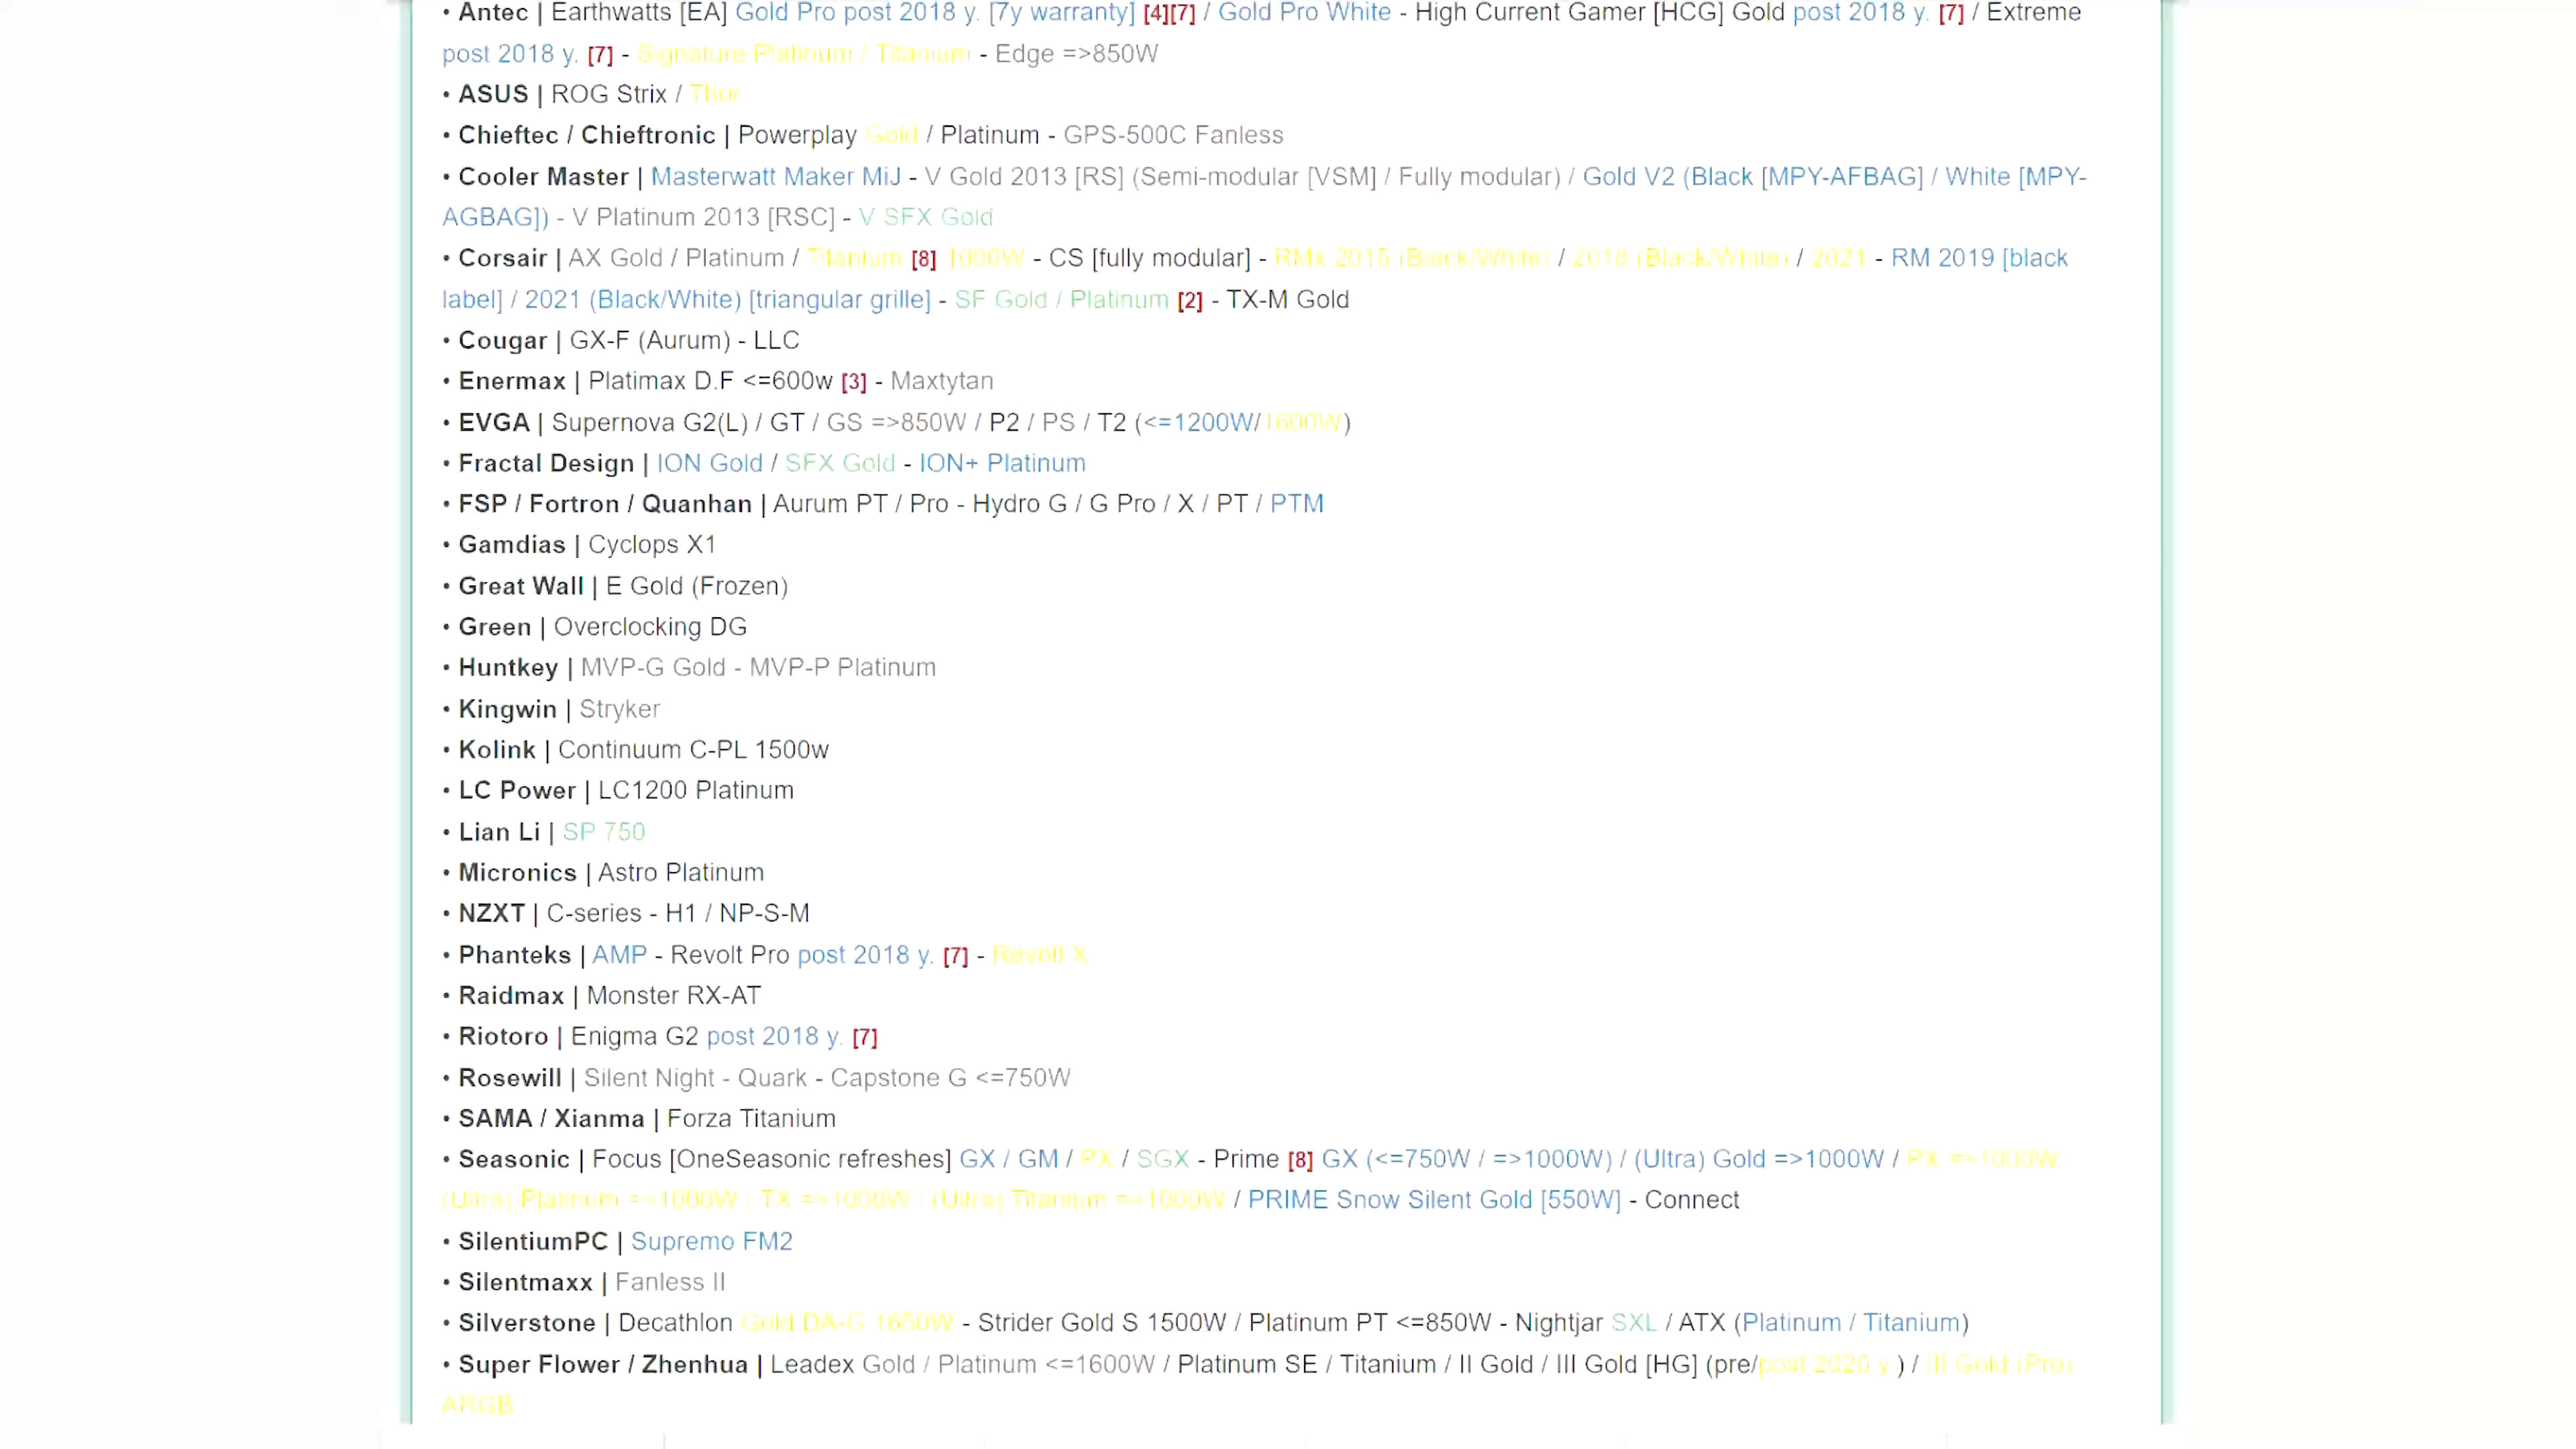 • Antec | Earthwatts [EA] Gold Pro post 2018 y. [7y warranty] [4][7] / Gold Pro White - High Current Gamer [HCG] Gold post 2018 y. [7] / Extreme
post 2018 y. [7] - Signature Platinum / Titanium - Edge =>850W
• ASUS | ROG Strix / Thor
• Chieftec / Chieftronic | Powerplay Gold / Platinum - GPS-500C Fanless
• Cooler Master | Masterwatt Maker MiJ - V Gold 2013 [RS] (Semi-modular [VSM] / Fully modular) / Gold V2 (Black [MPY-AFBAG] / White [MPY-
AGBAG]) - V Platinum 2013 [RSC] - V SFX Gold
• Corsair | AX Gold / Platinum / Titanium [8] 1000W - CS [fully modular] - RMx 2015 (Black/White) / 2018 (Black/White) / 2021 - RM 2019 [black
label] / 2021 (Black/White) [triangular grille] - SF Gold / Platinum [2] - TX-M Gold
• Cougar | GX-F (Aurum) - LLC
• Enermax | Platimax D.F <=600w [3] - Maxtytan
• EVGA | Supernova G2(L) / GT / GS =>850W / P2 / PS / T2 (<=1200W/1600W)
• Fractal Design | ION Gold / SFX Gold - ION+ Platinum
• FSP / Fortron / Quanhan | Aurum PT / Pro - Hydro G / G Pro / X / PT / PTM
• Gamdias | Cyclops X1
• Great Wall | E Gold (Frozen)
• Green | Overclocking DG
• Huntkey | MVP-G Gold - MVP-P Platinum
• Kingwin | Stryker
• Kolink | Continuum C-PL 1500w
• LC Power | LC1200 Platinum
• Lian Li | SP 750
• Micronics | Astro Platinum
• NZXT | C-series - H1 / NP-S-M
• Phanteks | AMP - Revolt Pro post 2018 y. [7] - Revolt X
• Raidmax | Monster RX-AT
• Riotoro | Enigma G2 post 2018 y. [7]
• Rosewill | Silent Night - Quark - Capstone G <=750W
• SAMA / Xianma | Forza Titanium
• Seasonic | Focus [OneSeasonic refreshes] GX / GM / PX / SGX - Prime [8] GX (<=750W / =>1000W) / (Ultra) Gold =>1000W / PX =>1000W
(Ultra) Platinum =>1000W / TX =>1000W / (Ultra) Titanium =>1000W / PRIME Snow Silent Gold [550W] - Connect
• SilentiumPC | Supremo FM2
• Silentmaxx | Fanless II
• Silverstone | Decathlon Gold DA-G 1650W - Strider Gold S 1500W / Platinum PT <=850W - Nightjar SXL / ATX (Platinum / Titanium)
• Super Flower / Zhenhua | Leadex Gold / Platinum <=1600W / Platinum SE / Titanium / II Gold / III Gold [HG] (pre/post 2020 y.) / III Gold (Pro)
ARGB